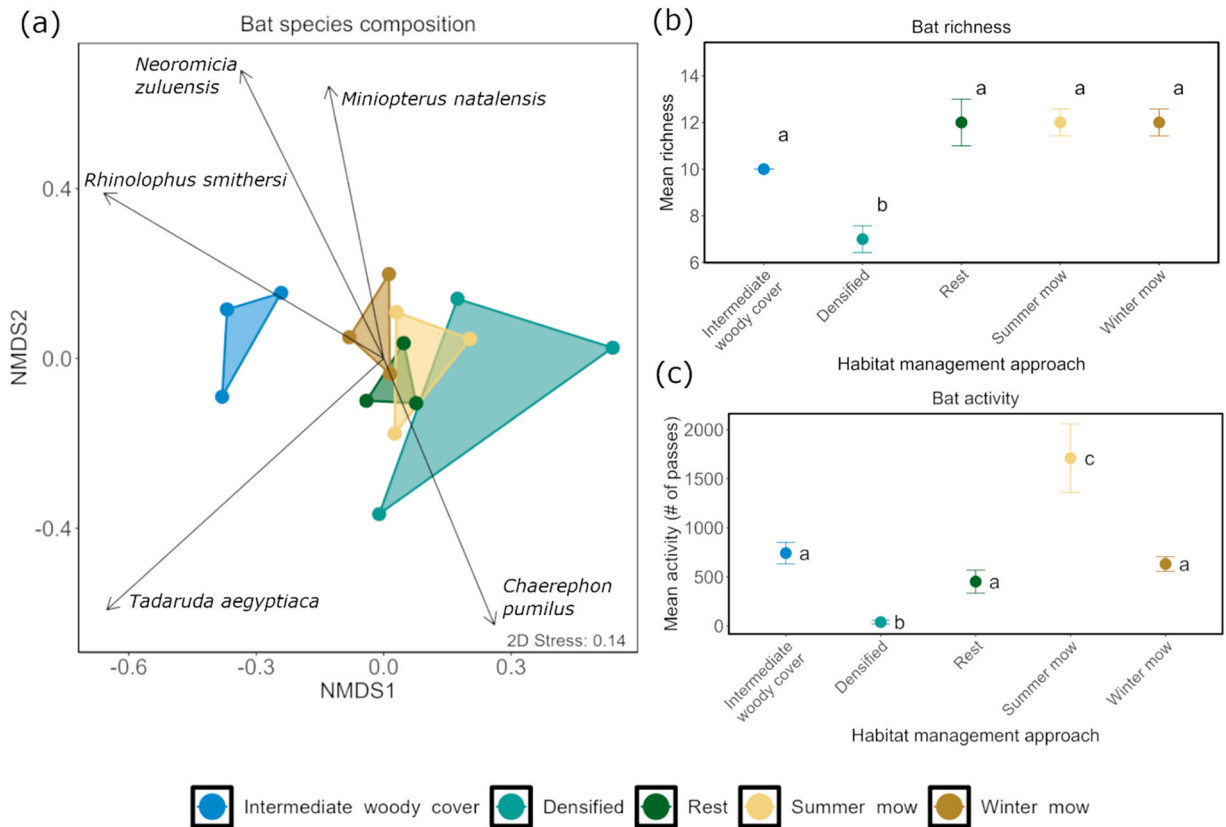 (a)
Bat species composition
Neoromicia
zuluensis
Miniopterus natalensis
Rhinolophus smithersi
Tadaruda aegyptiaca
Chaerephon
pumilus
2D Stress: 0.14
NMDS2
0.4
0.0
-0.4
-0.6
-0.3
0.0
0.3
NMDS1
(b)
Bat richness
Mean richness
14
12
10
8
6
a
b
a
a
a
Intermediate
woody cover
Densified
Rest
Summer mow
Winter mow
Habitat management approach
(c)
Bat activity
Mean activity (# of passes)
2000
1500
1000
500
0
a
b
a
c
a
Intermediate
woody cover
Densified
Rest
Summer mow
Winter mow
Habitat management approach
Intermediate woody cover
Densified
Rest
Summer mow
Winter mow